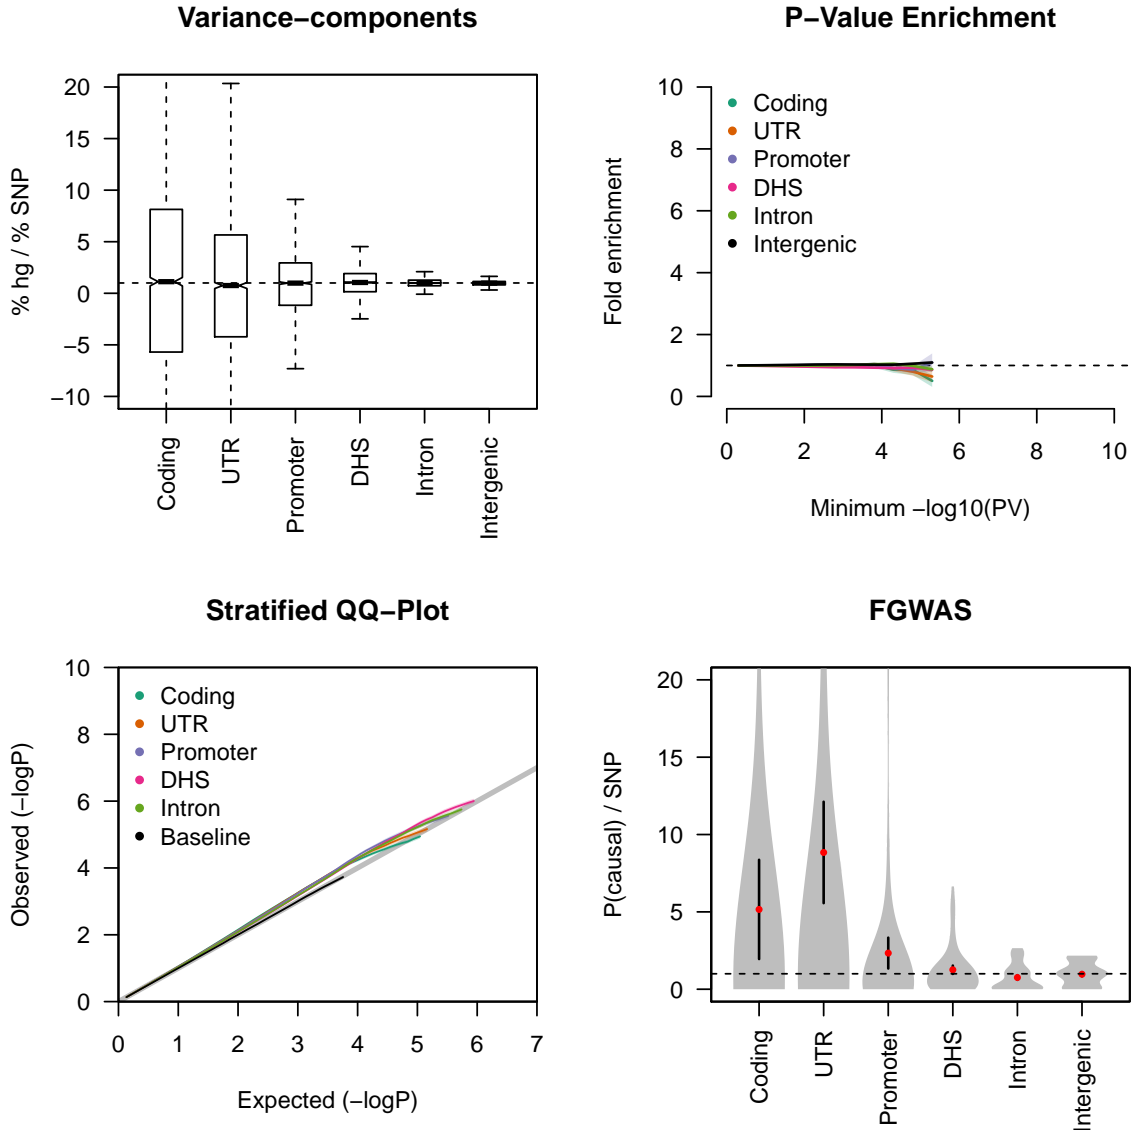 Variance−components
% hg / % SNP
20
15
10
5
0
−5
−10
Coding
UTR
Promoter
DHS
Intron
Intergenic
P−Value Enrichment
Fold enrichment
10
8
6
4
2
0
Coding
UTR
Promoter
DHS
Intron
Intergenic
0 2 4 6 8 10
Minimum −log10(PV)
Stratified QQ−Plot
Observed (−logP)
10
8
6
4
2
0
Coding
UTR
Promoter
DHS
Intron
Baseline
0 1 2 3 4 5 6 7
Expected (−logP)
FGWAS
P(causal) / SNP
20
15
10
5
0
Coding
UTR
Promoter
DHS
Intron
Intergenic